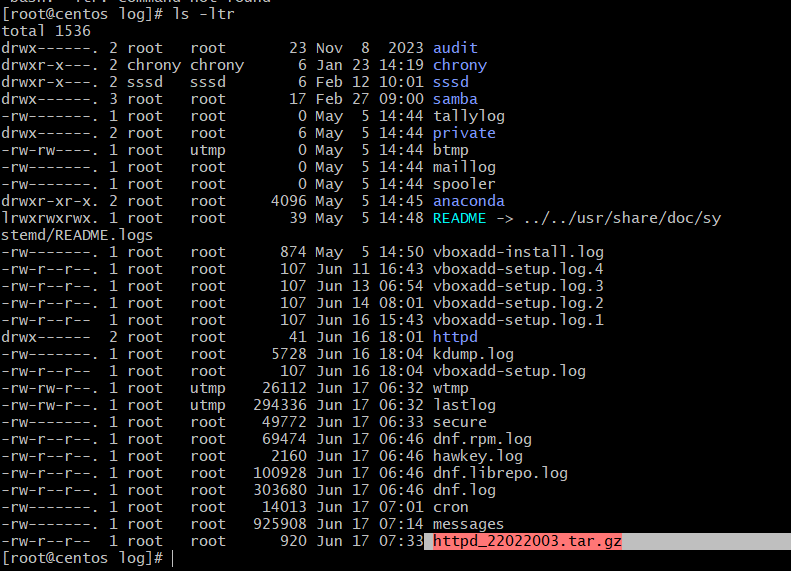 [root@centos log]# ls -ltr
total 1536
drwx------. 2 root   root       23 Nov  8  2023 audit
drwxr-x---. 2 chrony chrony      6 Jan 23 14:19 chrony
drwxr-x---. 2 sssd   sssd        6 Feb 12 10:01 sssd
drwx------. 3 root   root       17 Feb 27 09:00 samba
-rw-------. 1 root   root        0 May  5 14:44 tallylog
drwx------. 2 root   root        6 May  5 14:44 private
-rw-rw----. 1 root   utmp        0 May  5 14:44 btmp
-rw-------. 1 root   root        0 May  5 14:44 maillog
-rw-------. 1 root   root        0 May  5 14:44 spooler
drwxr-xr-x. 2 root   root     4096 May  5 14:45 anaconda
lrwxrwxrwx. 1 root   root       39 May  5 14:48 README -> ../../usr/share/doc/sy
stemd/README.logs
-rw-------. 1 root   root      874 May  5 14:50 vboxadd-install.log
-rw-r--r--. 1 root   root      107 Jun 11 16:43 vboxadd-setup.log.4
-rw-r--r--. 1 root   root      107 Jun 13 06:54 vboxadd-setup.log.3
-rw-r--r--. 1 root   root      107 Jun 14 08:01 vboxadd-setup.log.2
-rw-r--r--  1 root   root      107 Jun 16 15:43 vboxadd-setup.log.1
drwx------  2 root   root       41 Jun 16 18:01 httpd
-rw-------. 1 root   root     5728 Jun 16 18:04 kdump.log
-rw-r--r--  1 root   root      107 Jun 16 18:04 vboxadd-setup.log
-rw-rw-r--. 1 root   utmp    26112 Jun 17 06:32 wtmp
-rw-rw-r--. 1 root   utmp   294336 Jun 17 06:32 lastlog
-rw-------. 1 root   root    49772 Jun 17 06:33 secure
-rw-r--r--. 1 root   root    69474 Jun 17 06:46 dnf.rpm.log
-rw-r--r--. 1 root   root     2160 Jun 17 06:46 hawkey.log
-rw-r--r--. 1 root   root   100928 Jun 17 06:46 dnf.librepo.log
-rw-r--r--. 1 root   root   303680 Jun 17 06:46 dnf.log
-rw-------. 1 root   root    14013 Jun 17 07:01 cron
-rw-------. 1 root   root   925908 Jun 17 07:14 messages
-rw-r--r--  1 root   root      920 Jun 17 07:33 httpd_22022003.tar.gz
[root@centos log]#